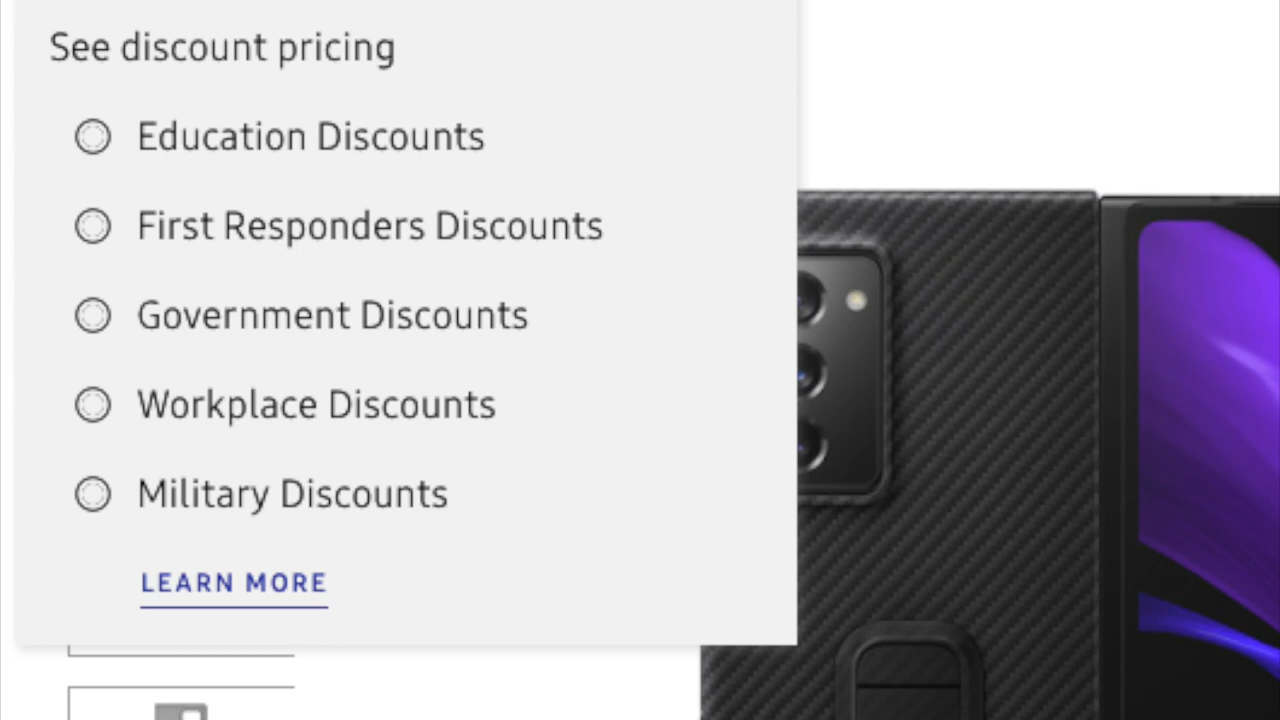 See discount pricing
Education Discounts
First Responders Discounts
Government Discounts
Workplace Discounts
Military Discounts
LEARN MORE